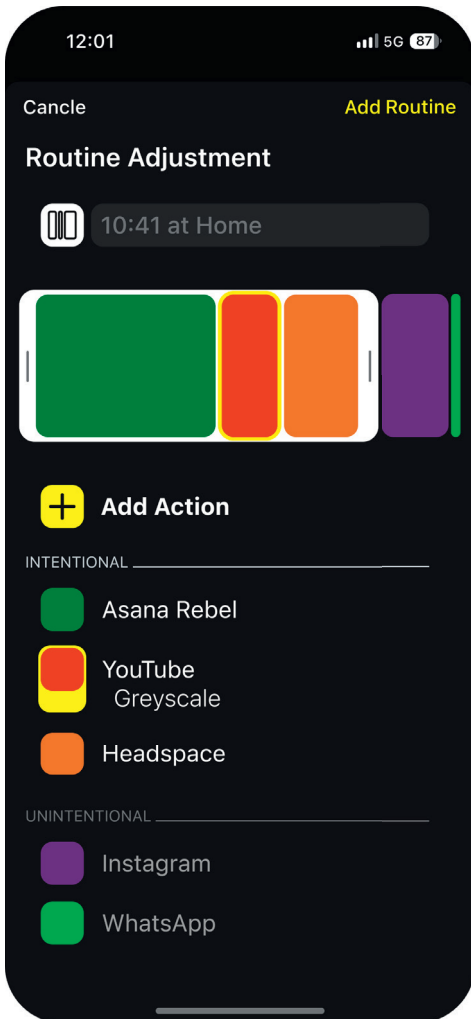 12:01
5G 87
Cancle
Add Routine
Routine Adjustment
10:41 at Home
Add Action
INTENTIONAL
Asana Rebel
YouTube
Greyscale
Headspace
UNINTENTIONAL
Instagram
WhatsApp